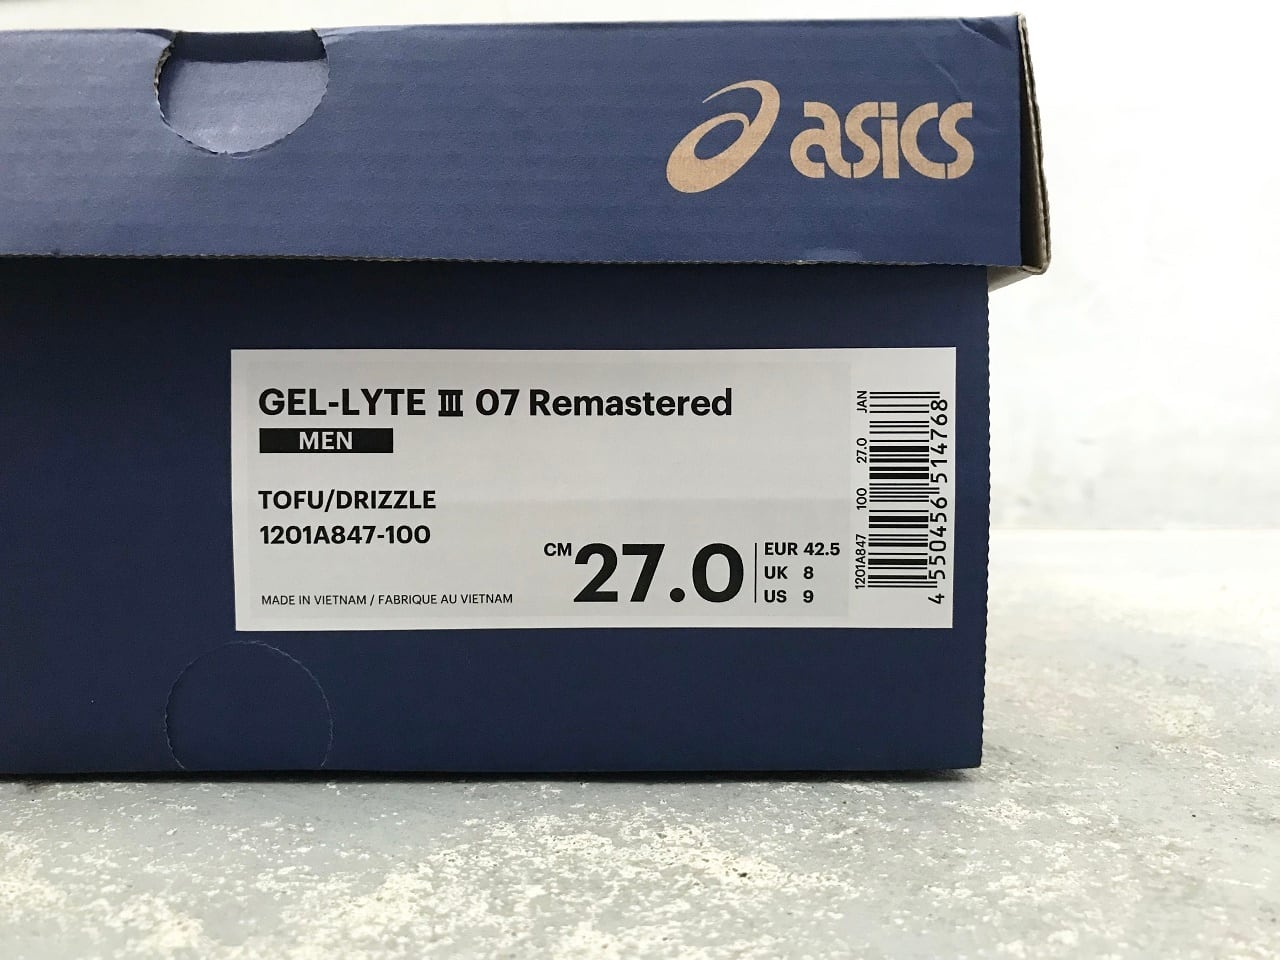 asics
GEL-LYTE III 07 Remastered
MEN
TOFU/DRIZZLE
1201A847-100
CM 27.0
EUR 42.5
UK 8
US 9
MADE IN VIETNAM / FABRIQUE AU VIETNAM
1201A847 100 27.0 JAN
4 550456 514768